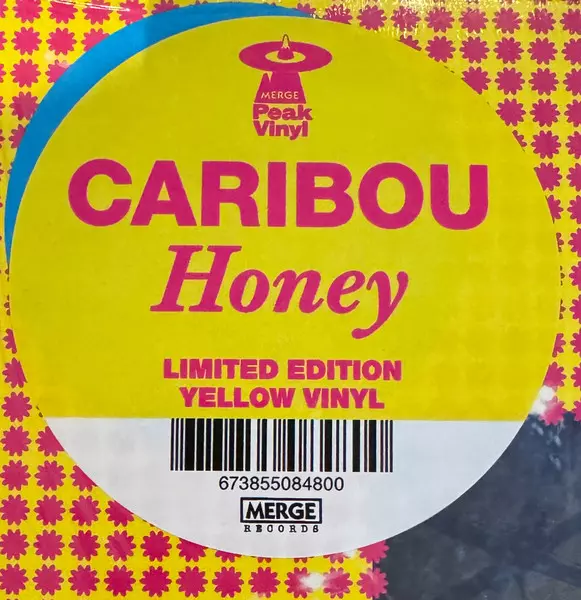 MERGE
Peak
Vinyl
CARIBOU
Honey
LIMITED EDITION
YELLOW VINYL
673855084800
MERGE
RECORDS